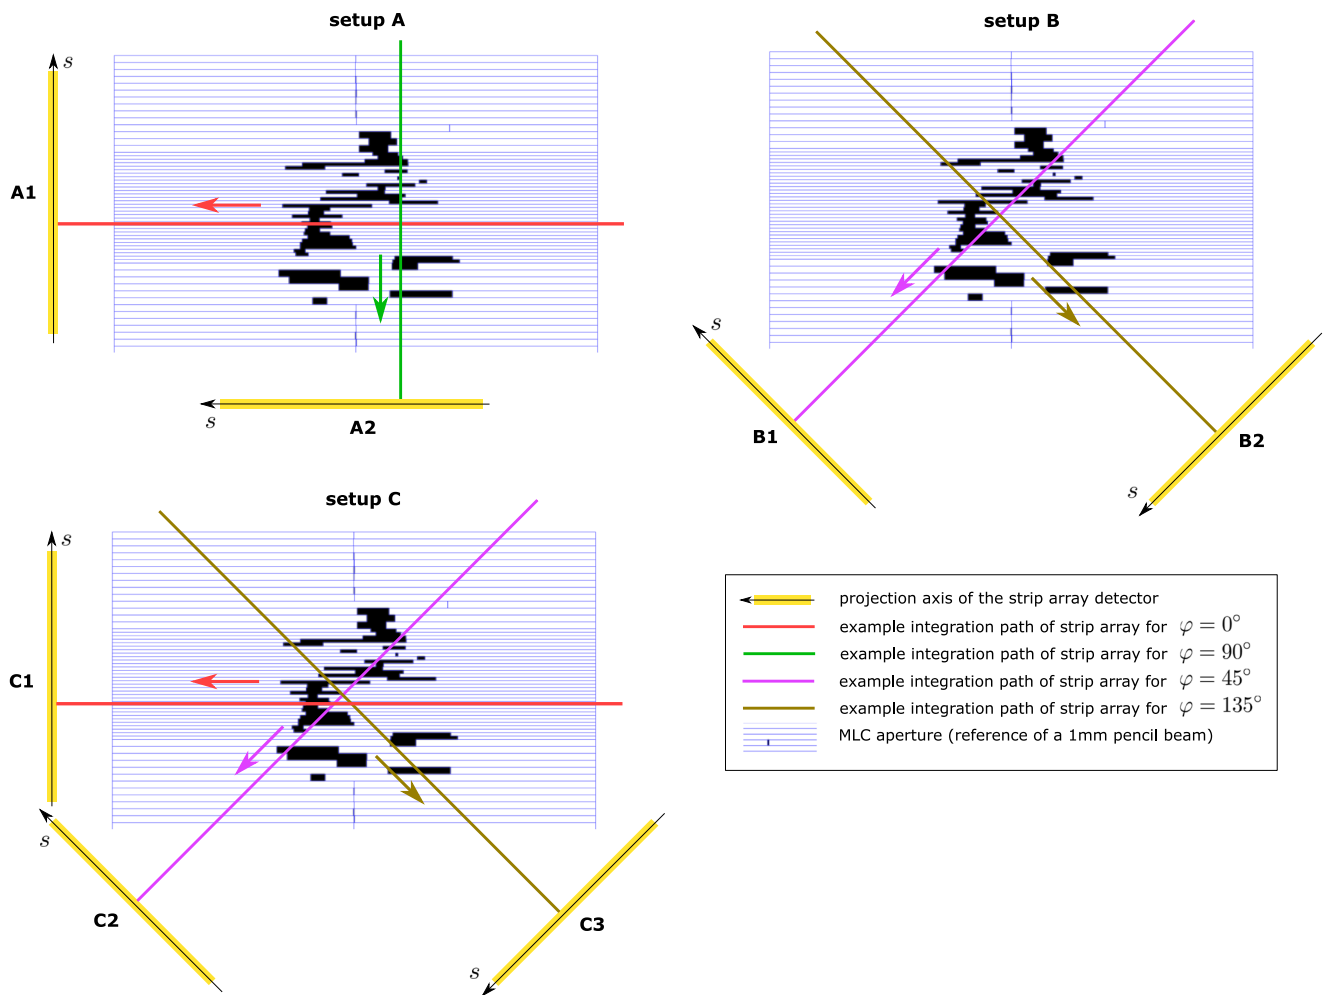 setup A
s
A1
A2
s
setup B
s
B1
B2
s
setup C
s
C1
s
C2
C3
s
projection axis of the strip array detector
example integration path of strip array for φ = 0°
example integration path of strip array for φ = 90°
example integration path of strip array for φ = 45°
example integration path of strip array for φ = 135°
MLC aperture (reference of a 1mm pencil beam)